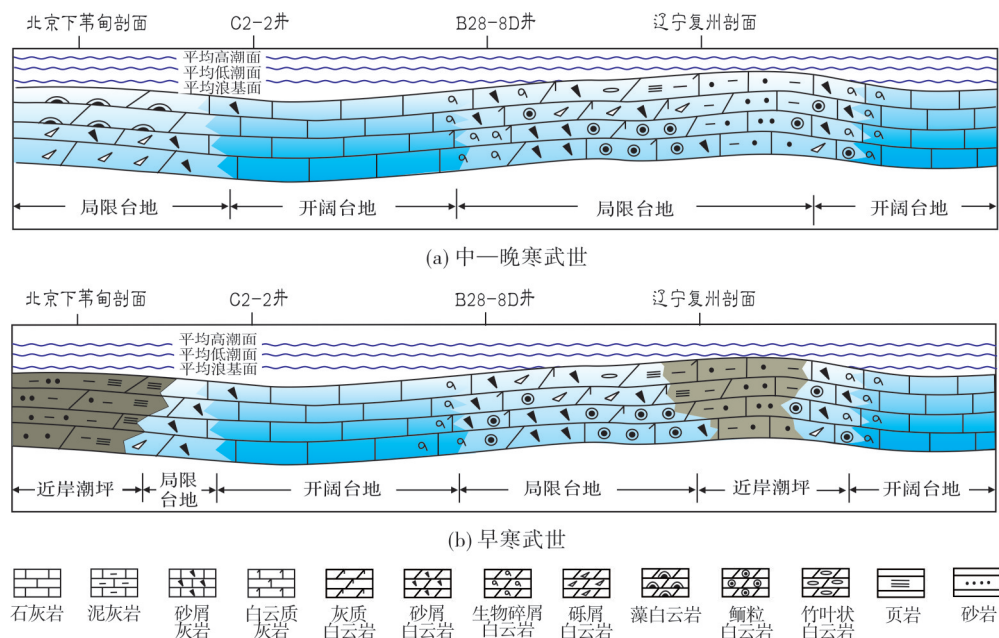 北京下苇甸剖面 C2-2井 B28-8D井 辽宁复州剖面
平均高潮面
平均低潮面
平均浪基面
局限台地 开阔台地 局限台地 开阔台地
(a) 中—晚寒武世
北京下苇甸剖面 C2-2井 B28-8D井 辽宁复州剖面
平均高潮面
平均低潮面
平均浪基面
近岸潮坪 局限台地 开阔台地 局限台地 近岸潮坪 开阔台地
(b) 早寒武世
石灰岩 泥灰岩 砂屑灰岩 白云质灰岩 灰质白云岩 砂屑白云岩 生物碎屑白云岩 砾屑白云岩 藻白云岩 鲕粒白云岩 竹叶状白云岩 页岩 砂岩